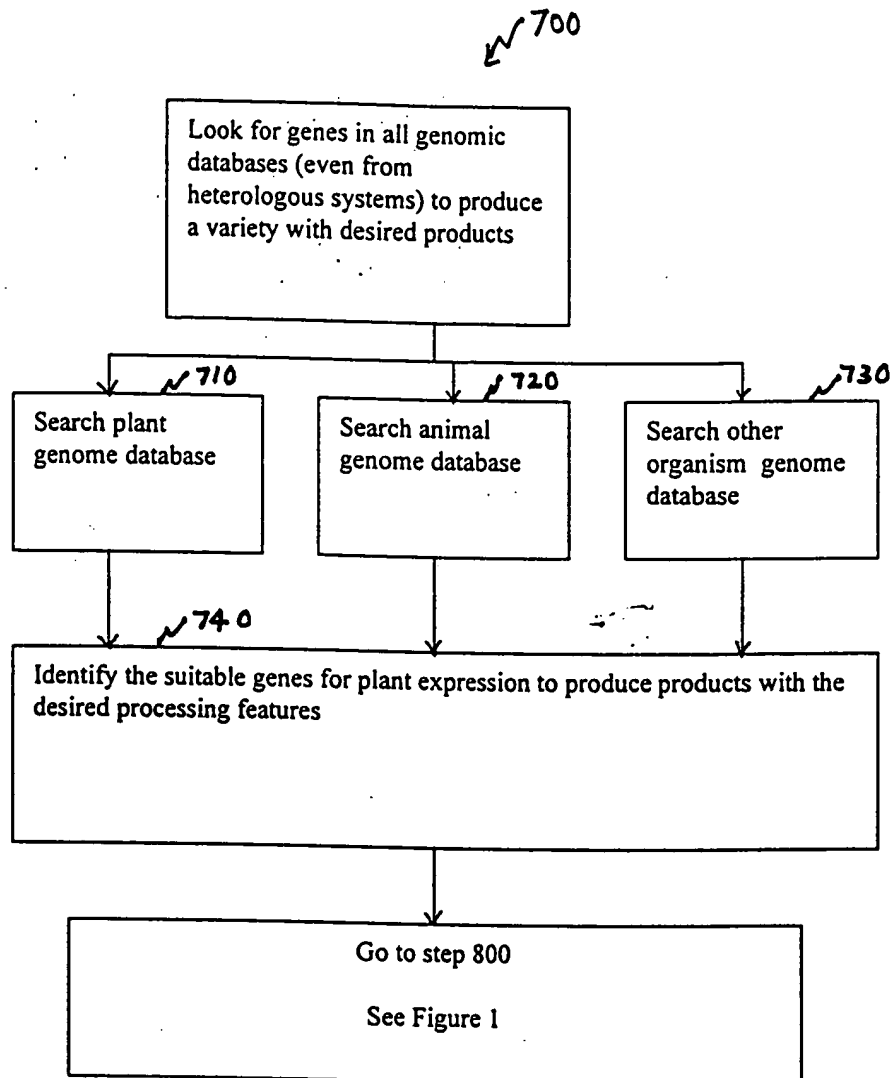 700
Look for genes in all genomic
databases (even from
heterologous systems) to produce
a variety with desired products
710
720
730
Search plant
genome database
Search animal
genome database
Search other
organism genome
database
740
Identify the suitable genes for plant expression to produce products with the
desired processing features
Go to step 800
See Figure 1